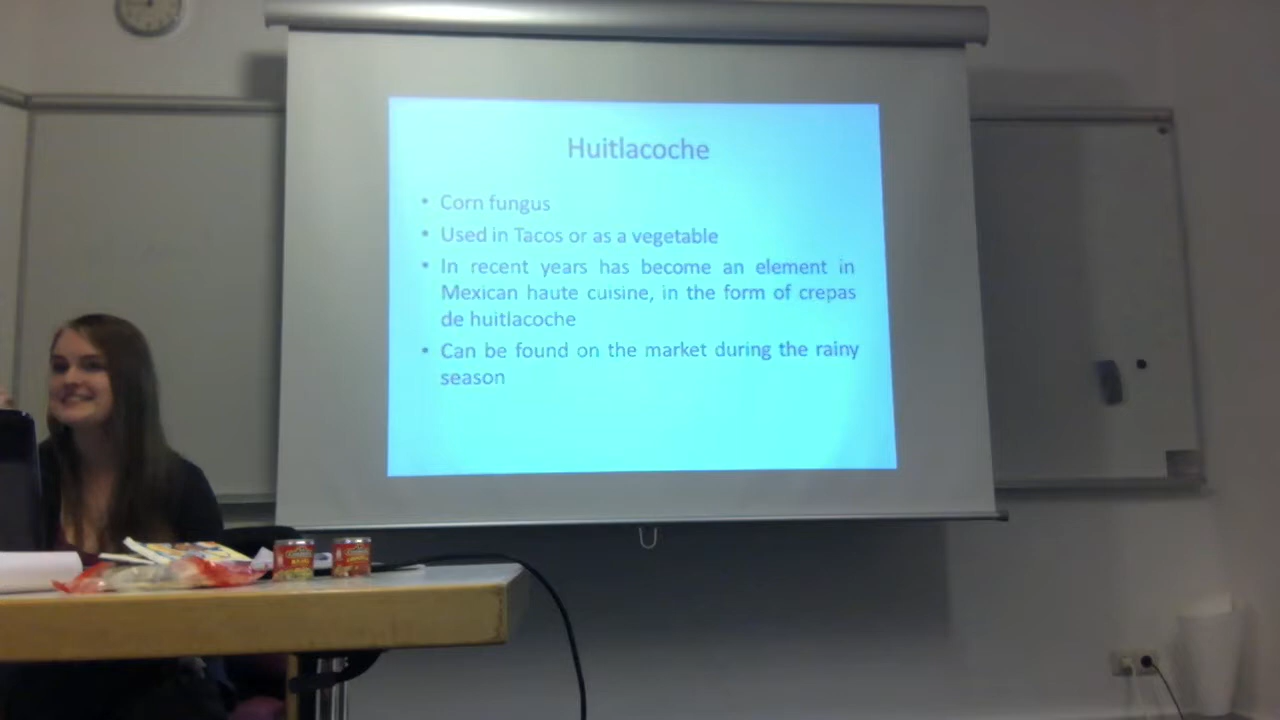 Huitlacoche
• Corn fungus
• Used in Tacos or as a vegetable
• In recent years has become an element in
Mexican haute cuisine, in the form of crepas
de huitlacoche
• Can be found on the market during the rainy
season